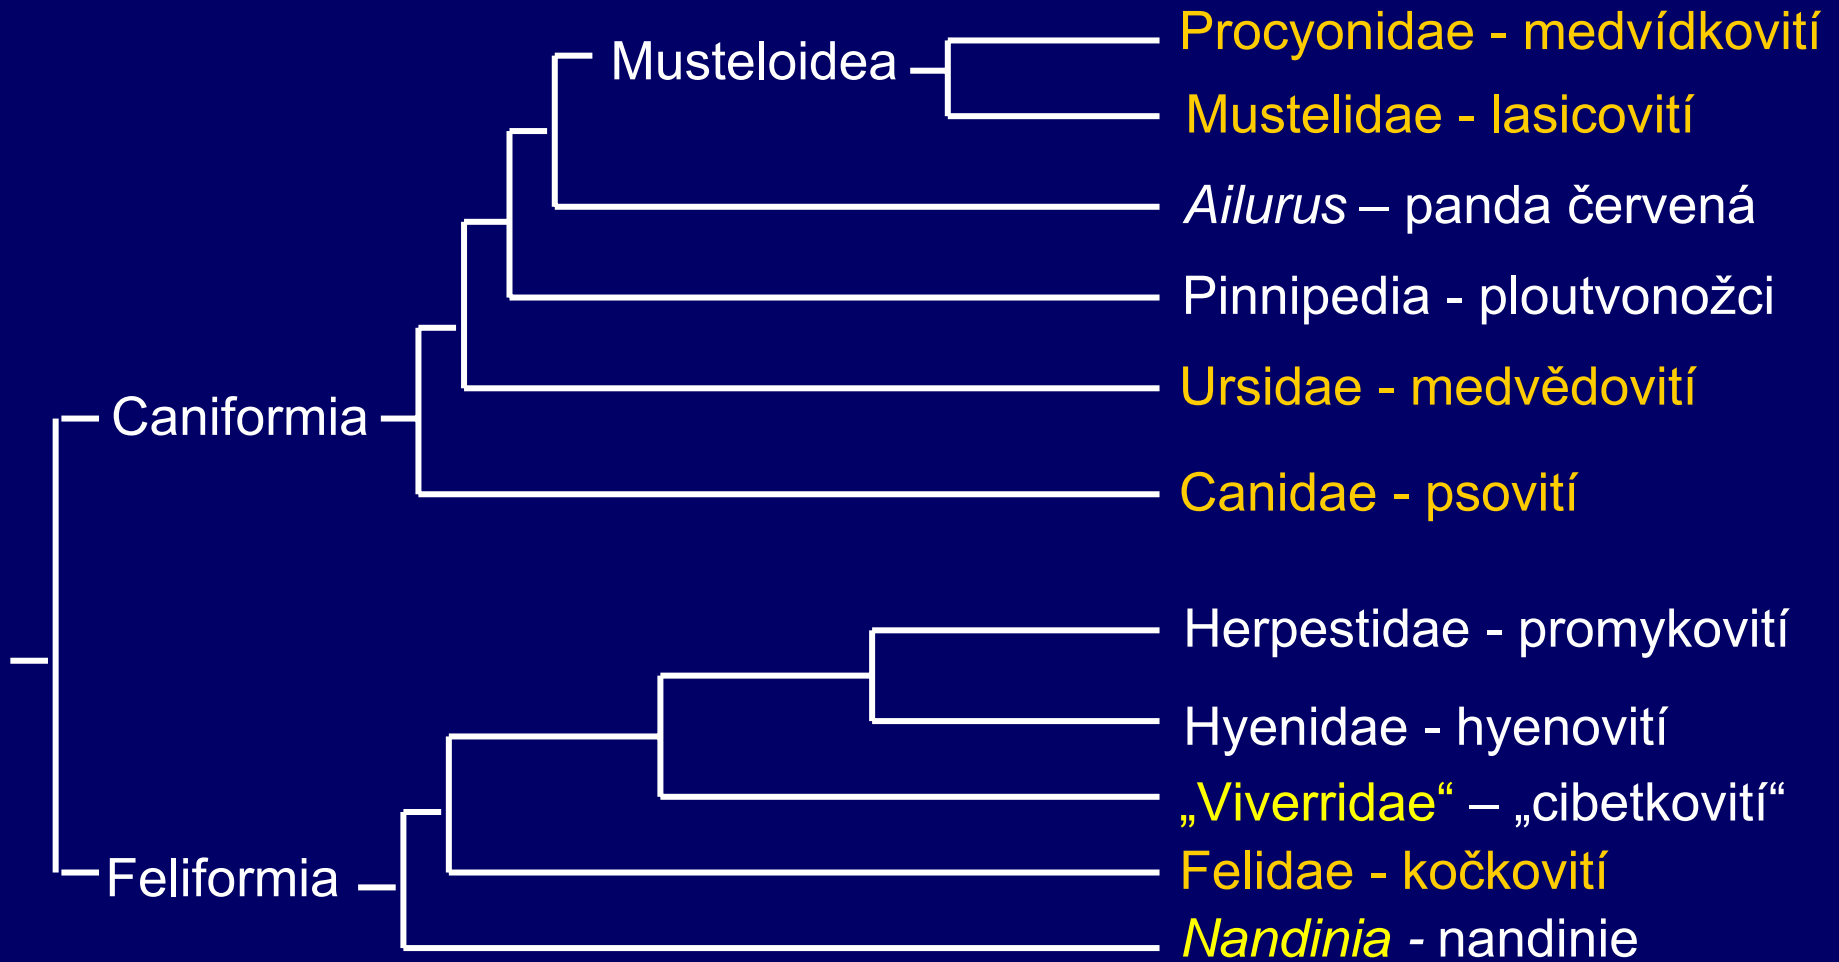 Procyonidae - medvídkovití
Musteloidea
Mustelidae - lasicovití
Ailurus – panda červená
Pinnipedia - ploutvonožci
Ursidae - medvědovití
Caniformia
Canidae - psovití
Herpestidae - promykovití
Hyenidae - hyenovití
„Viverridae“ – „cibetkovití“
Feliformia
Felidae - kočkovití
Nandinia - nandinie